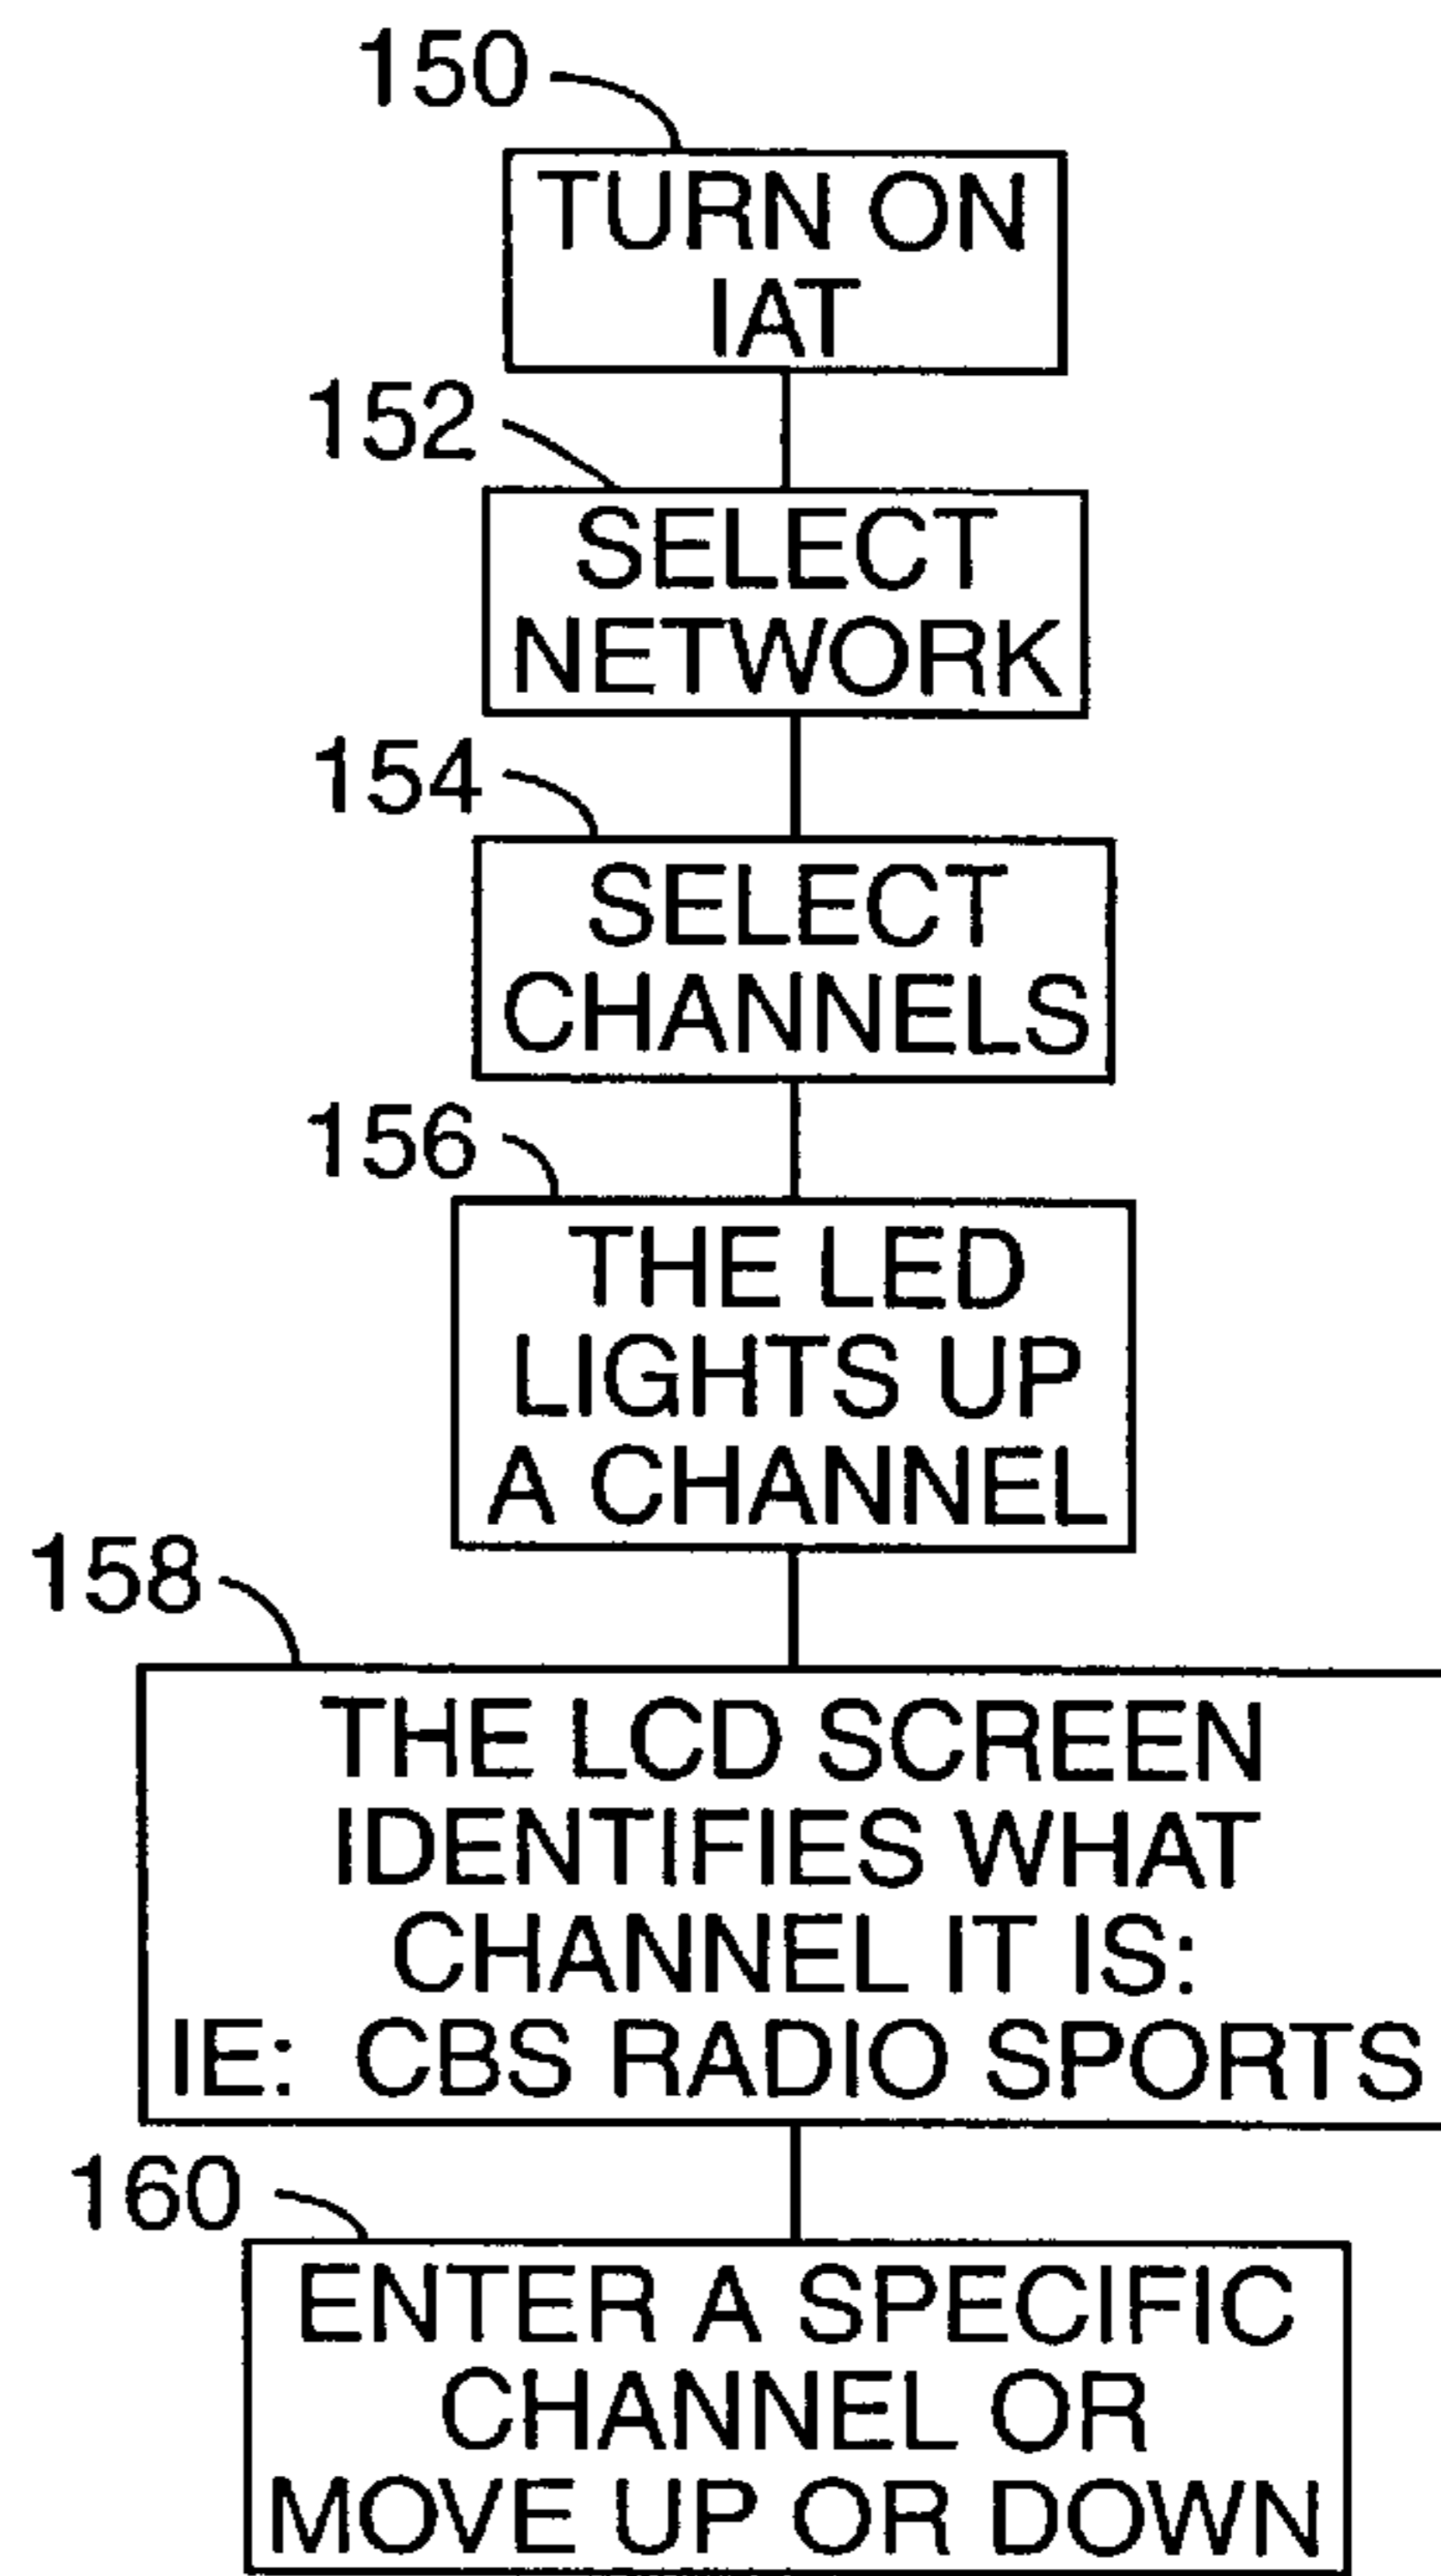 150
TURN ON
IAT
152
SELECT
NETWORK
154
SELECT
CHANNELS
156
THE LED
LIGHTS UP
A CHANNEL
158
THE LCD SCREEN
IDENTIFIES WHAT
CHANNEL IT IS:
IE: CBS RADIO SPORTS
160
ENTER A SPECIFIC
CHANNEL OR
MOVE UP OR DOWN